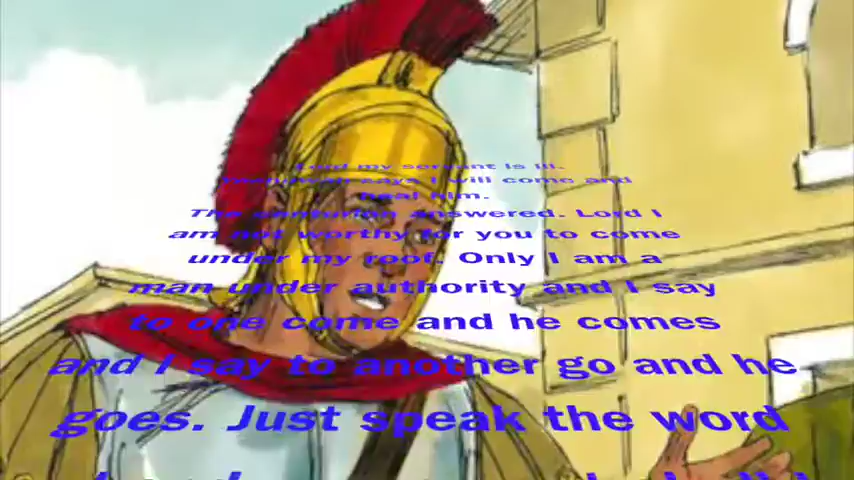 Lord my servant is ill.
says I will come and
heal him.
The centurian answered. Lord I
am not worthy for you to come
under my roof. Only I am a
man under authority and I say
to one come and he comes
and I say to another go and he
goes. Just speak the word